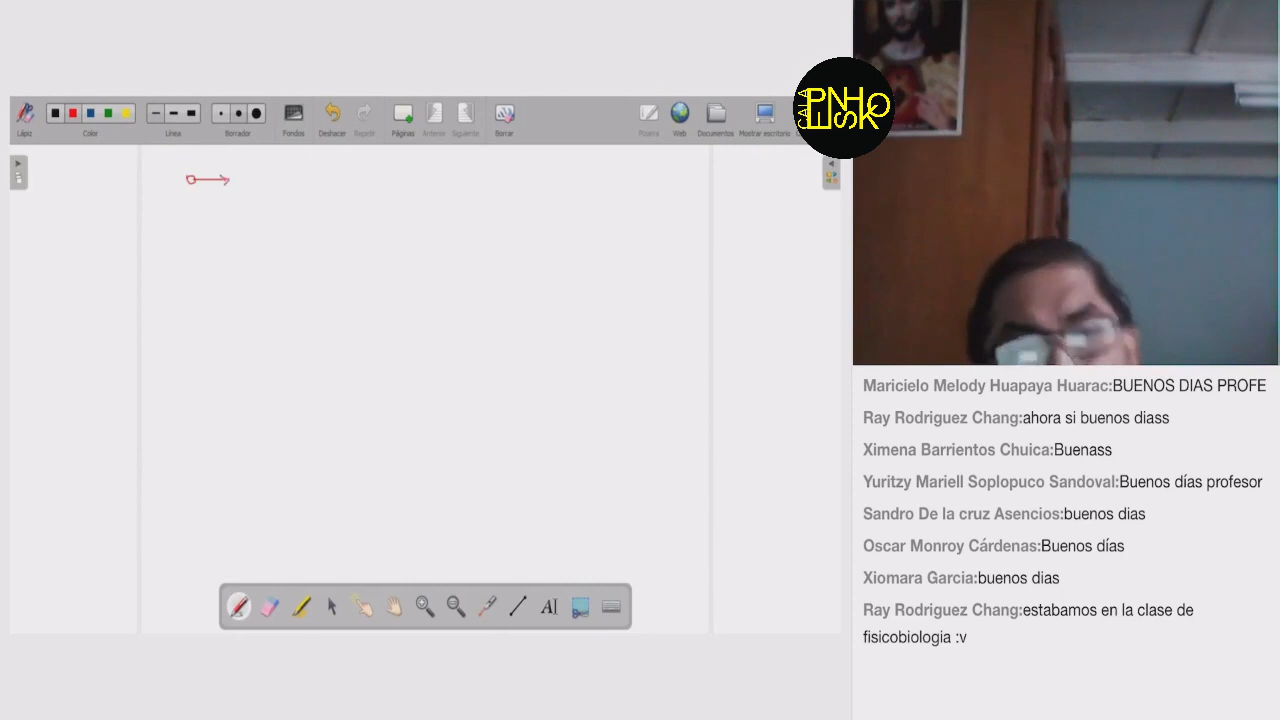 Lápiz
Color
Línea
Borrador
Fondos
Deshacer
Repetir
Páginas
Anterior
Siguiente
Borrar
Pizarra
Web
Documentos
Mostrar escritorio
AI
Maricielo Melody Huapaya Huarac:BUENOS DIAS PROFE
Ray Rodriguez Chang:ahora si buenos diass
Ximena Barrientos Chuica:Buenass
Yuritzy Mariell Soplopuco Sandoval:Buenos días profesor
Sandro De la cruz Asencios:buenos dias
Oscar Monroy Cárdenas:Buenos días
Xiomara Garcia:buenos dias
Ray Rodriguez Chang:estabamos en la clase de
fisicobiologia :v